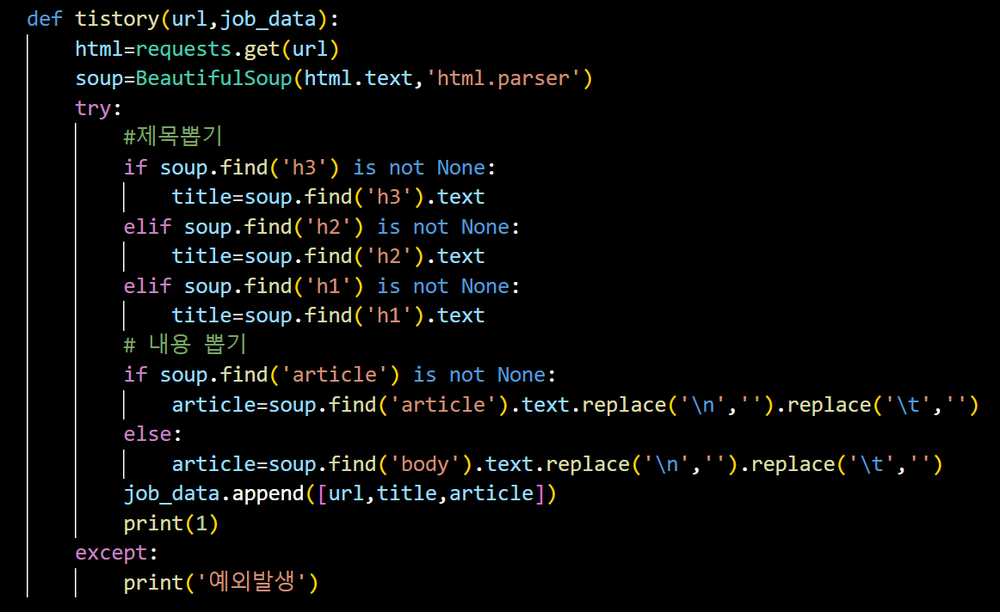 def tistory(url,job_data):
    html=requests.get(url)
    soup=BeautifulSoup(html.text,'html.parser')
    try:
        #제목뽑기
        if soup.find('h3') is not None:
            title=soup.find('h3').text
        elif soup.find('h2') is not None:
            title=soup.find('h2').text
        elif soup.find('h1') is not None:
            title=soup.find('h1').text
        # 내용 뽑기
        if soup.find('article') is not None:
            article=soup.find('article').text.replace('\n','').replace('\t','')
        else:
            article=soup.find('body').text.replace('\n','').replace('\t','')
        job_data.append([url,title,article])
        print(1)
    except:
        print('예외발생')